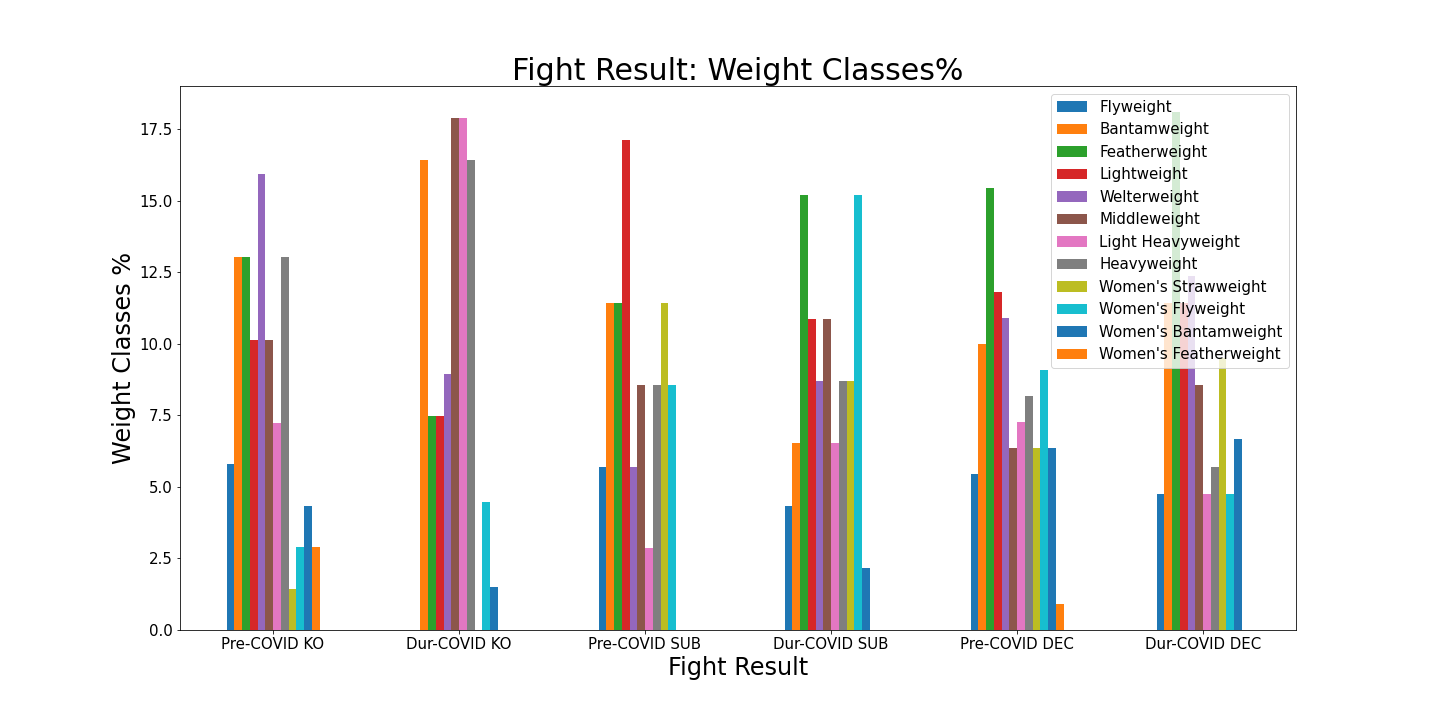 Fight Result: Weight Classes%
Weight Classes %
17.5
15.0
12.5
10.0
7.5
5.0
2.5
0.0
Flyweight
Bantamweight
Featherweight
Lightweight
Welterweight
Middleweight
Light Heavyweight
Heavyweight
Women's Strawweight
Women's Flyweight
Women's Bantamweight
Women's Featherweight
Pre-COVID KO
Dur-COVID KO
Pre-COVID SUB
Dur-COVID SUB
Pre-COVID DEC
Dur-COVID DEC
Fight Result